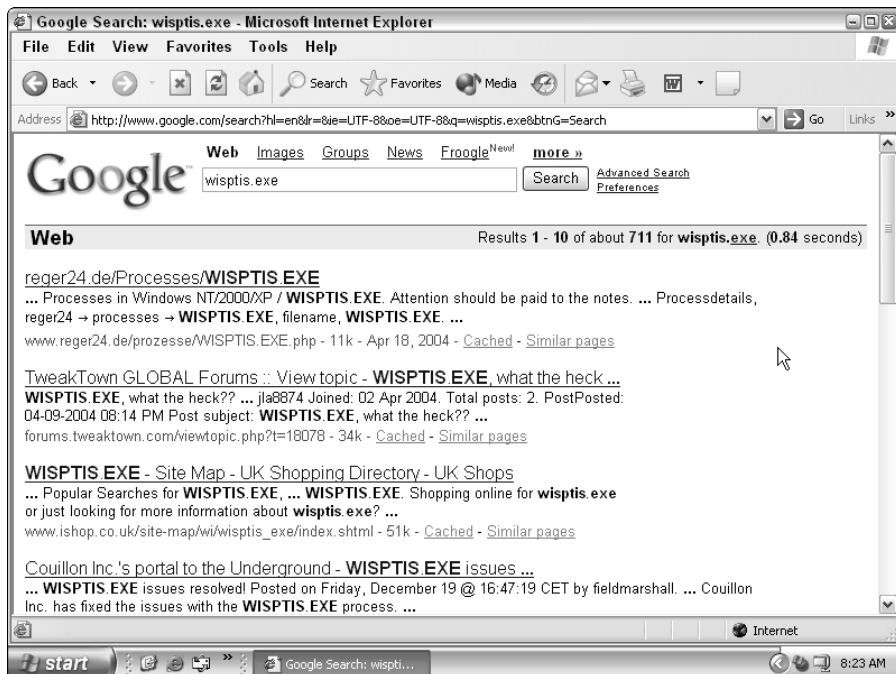 Google Search: wisptis.exe - Microsoft Internet Explorer
File Edit View Favorites Tools Help
Back Search Favorites Media
Address http://www.google.com/search?hl=en&lr=&ie=UTF-8&oe=UTF-8&q=wisptis.exe&btnG=Search Go Links »
Web Images Groups News Froogle New! more »
Google™ wisptis.exe Search Advanced Search
Preferences
Web Results 1 - 10 of about 711 for wisptis.exe. (0.84 seconds)
reger24.de/Processes/WISPTIS.EXE
... Processes in Windows NT/2000/XP / WISPTIS.EXE. Attention should be paid to the notes. ... Processdetails,
reger24 → processes → WISPTIS.EXE, filename, WISPTIS.EXE. ...
www.reger24.de/prozesse/WISPTIS.EXE.php - 11k - Apr 18, 2004 - Cached - Similar pages
TweakTown GLOBAL Forums :: View topic - WISPTIS.EXE, what the heck ...
WISPTIS.EXE, what the heck?? ... jla8874 Joined: 02 Apr 2004. Total posts: 2. PostPosted:
04-09-2004 08:14 PM Post subject: WISPTIS.EXE, what the heck?? ...
forums.tweaktown.com/viewtopic.php?t=18078 - 34k - Cached - Similar pages
WISPTIS.EXE - Site Map - UK Shopping Directory - UK Shops
... Popular Searches for WISPTIS.EXE, ... WISPTIS.EXE. Shopping online for wisptis.exe
or just looking for more information about wisptis.exe? ...
www.ishop.co.uk/site-map/wi/wisptis_exe/index.shtml - 51k - Cached - Similar pages
Couillon Inc.'s portal to the Underground - WISPTIS.EXE issues ...
... WISPTIS.EXE issues resolved! Posted on Friday, December 19 @ 16:47:19 CET by fieldmarshall. ... Couillon
Inc. has fixed the issues with the WISPTIS.EXE process. ...
Internet
start » Google Search: wispti... 8:23 AM